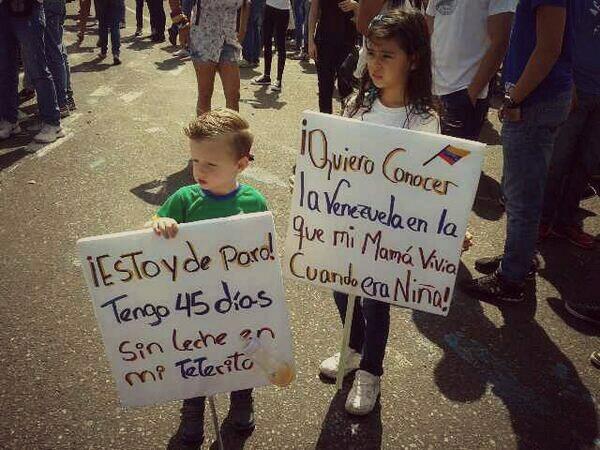 ¡Estoy de Paro!
Tengo 45 días
sin leche en
mi Teterito
¡Quiero Conocer
la Venezuela en la
que mi Mamá Vivía
Cuando era Niña!